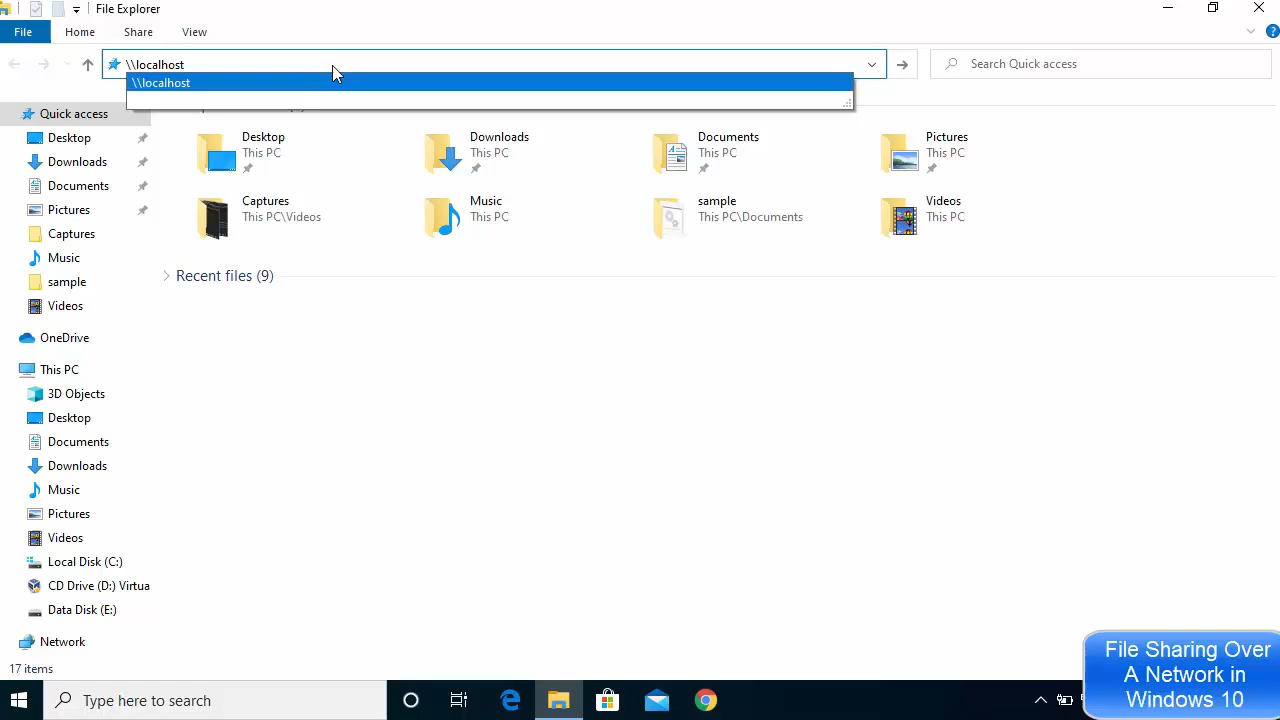 File Explorer
File
Home
Share
View
\\localhost
Search Quick access
\\localhost
Quick access
Desktop
Downloads
Documents
Pictures
Captures
Music
sample
Videos
OneDrive
This PC
3D Objects
Desktop
Documents
Downloads
Music
Pictures
Videos
Local Disk (C:)
CD Drive (D:) Virtua
Data Disk (E:)
Network
Desktop
This PC
Downloads
This PC
Documents
This PC
Pictures
This PC
Captures
This PC\Videos
Music
This PC
sample
This PC\Documents
Videos
This PC
Recent files (9)
17 items
File Sharing Over
A Network in
Windows 10
Type here to search